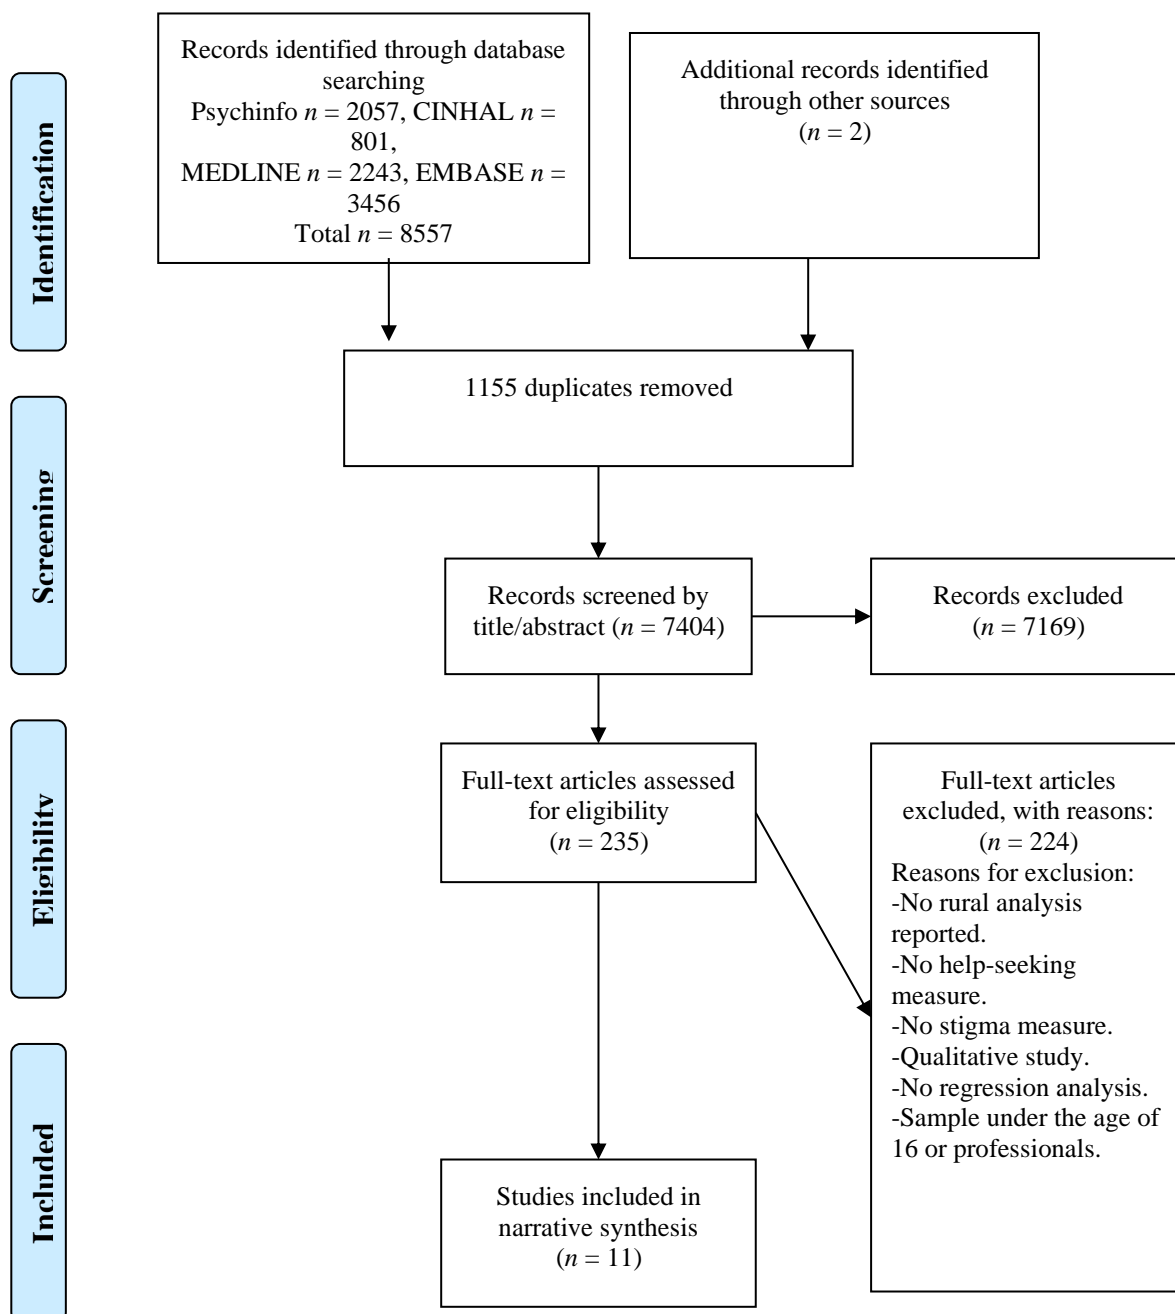 Identification
Records identified through database
searching
Psychinfo n = 2057, CINHAL n =
801,
MEDLINE n = 2243, EMBASE n =
3456
Total n = 8557
Additional records identified
through other sources
(n = 2)
1155 duplicates removed
Screening
Records screened by
title/abstract (n = 7404)
Records excluded
(n = 7169)
Eligibility
Full-text articles assessed
for eligibility
(n = 235)
Full-text articles
excluded, with reasons:
(n = 224)
Reasons for exclusion:
-No rural analysis
reported.
-No help-seeking
measure.
-No stigma measure.
-Qualitative study.
-No regression analysis.
-Sample under the age of
16 or professionals.
Included
Studies included in
narrative synthesis
(n = 11)